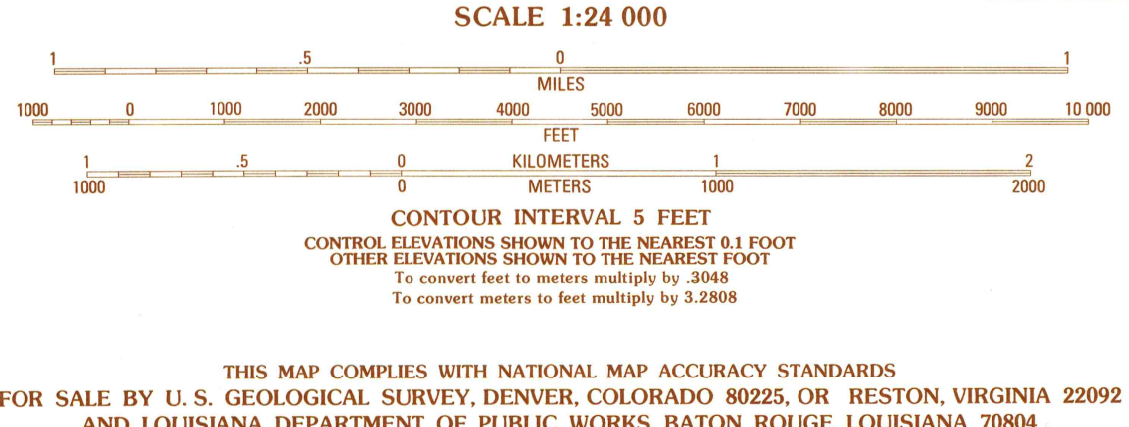 SCALE 1:24 000
1 .5 0 1
MILES
1000 0 1000 2000 3000 4000 5000 6000 7000 8000 9000 10 000
FEET
1 .5 0 KILOMETERS 1 2
1000 0 METERS 1000 2000
CONTOUR INTERVAL 5 FEET
CONTROL ELEVATIONS SHOWN TO THE NEAREST 0.1 FOOT
OTHER ELEVATIONS SHOWN TO THE NEAREST FOOT
To convert feet to meters multiply by .3048
To convert meters to feet multiply by 3.2808
THIS MAP COMPLIES WITH NATIONAL MAP ACCURACY STANDARDS
FOR SALE BY U. S. GEOLOGICAL SURVEY, DENVER, COLORADO 80225, OR RESTON, VIRGINIA 22092
AND LOUISIANA DEPARTMENT OF PUBLIC WORKS, BATON ROUGE, LOUISIANA 70804